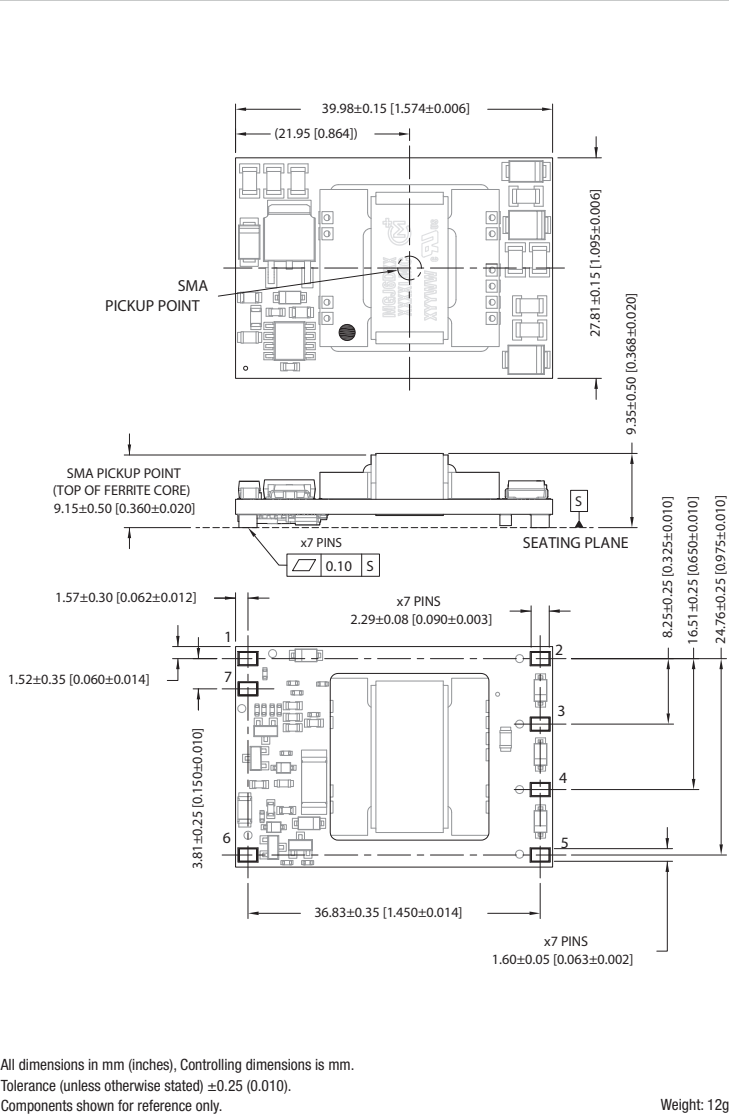 39.98±0.15 [1.574±0.006]
(21.95 [0.864])
SMA
PICKUP POINT
27.81±0.15 [1.095±0.006]
9.35±0.50 [0.368±0.020]
XYYWW
SMA PICKUP POINT
(TOP OF FERRITE CORE)
9.15±0.50 [0.360±0.020]
S
SEATING PLANE
x7 PINS
0.10 S
1.57±0.30 [0.062±0.012]
x7 PINS
2.29±0.08 [0.090±0.003]
8.25±0.25 [0.325±0.010]
16.51±0.25 [0.650±0.010]
24.76±0.25 [0.975±0.010]
1
2
1.52±0.35 [0.060±0.014]
7
3
4
3.81±0.25 [0.150±0.010]
6
5
36.83±0.35 [1.450±0.014]
x7 PINS
1.60±0.05 [0.063±0.002]
All dimensions in mm (inches), Controlling dimensions is mm.
Tolerance (unless otherwise stated) ±0.25 (0.010).
Components shown for reference only.
Weight: 12g